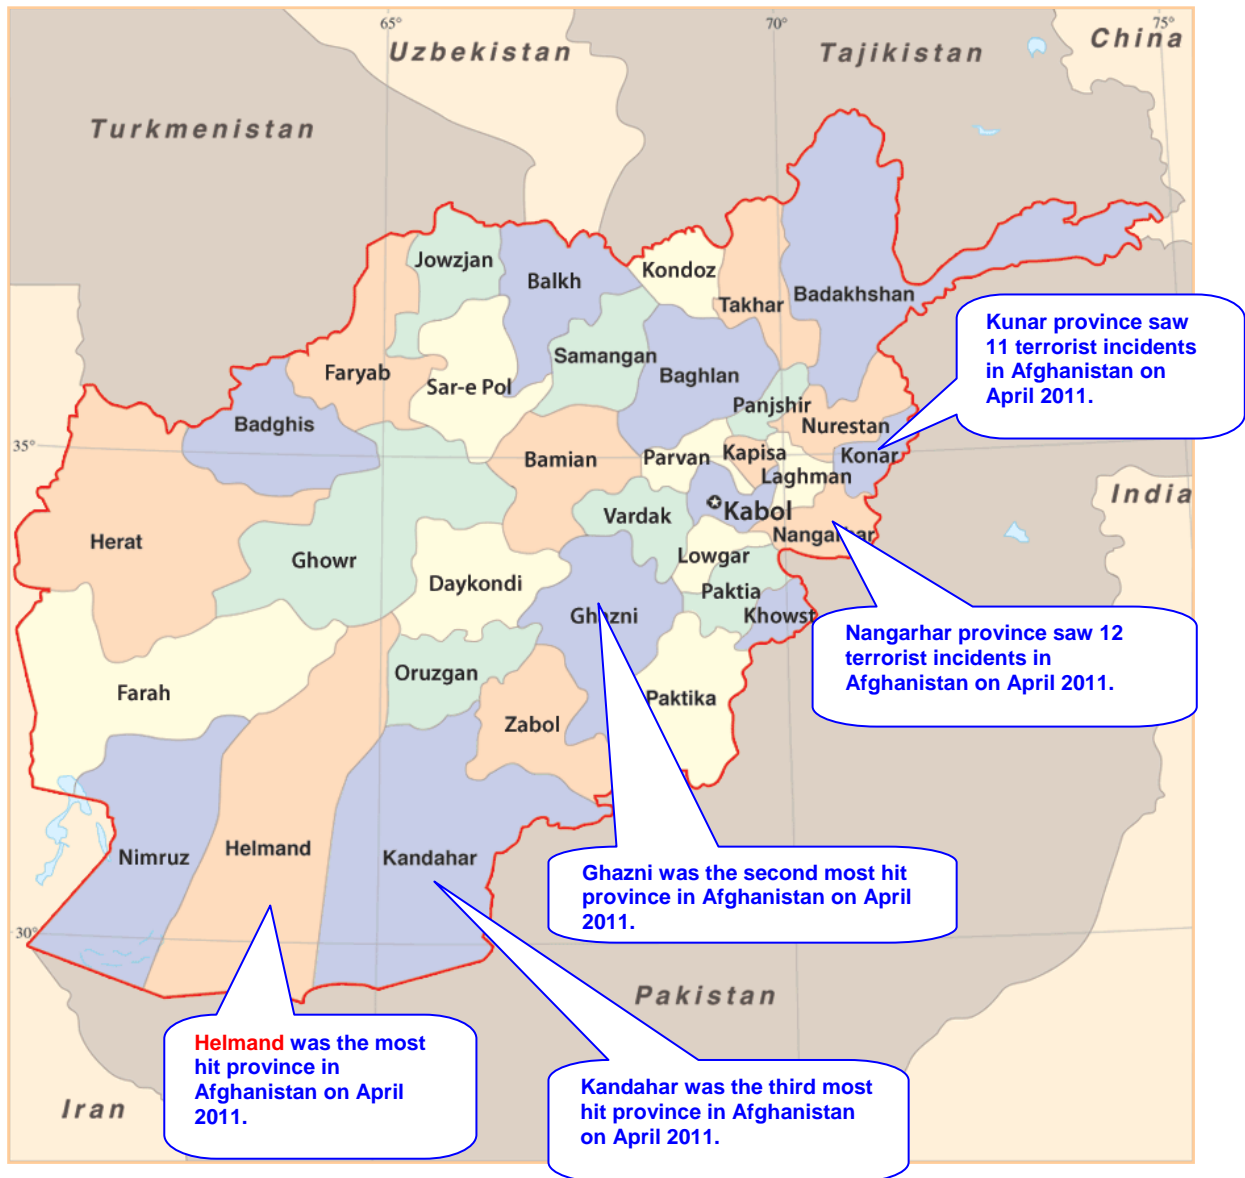 65°
70°
75°
Uzbekistan
Tajikistan
China
Turkmenistan
Jowzjan
Balkh
Kondoz
Takhar
Badakhshan
Kunar province saw
11 terrorist incidents
in Afghanistan on
April 2011.
Faryab
Sar-e Pol
Samangan
Baghlan
Panjshir
Nurestan
Badghis
35°
Bamian
Parvan
Kapisa
Laghman
Konar
India
Herat
Ghowr
Vardak
Kabol
Nangarhar
Lowgar
Daykondi
Paktia
Ghazni
Khowst
Nangarhar province saw 12
terrorist incidents in
Afghanistan on April 2011.
Farah
Oruzgan
Zabol
Paktika
Nimruz
Helmand
Kandahar
Ghazni was the second most hit
province in Afghanistan on April
2011.
30°
Pakistan
Helmand was the most
hit province in
Afghanistan on April
2011.
Kandahar was the third most
hit province in Afghanistan
on April 2011.
Iran